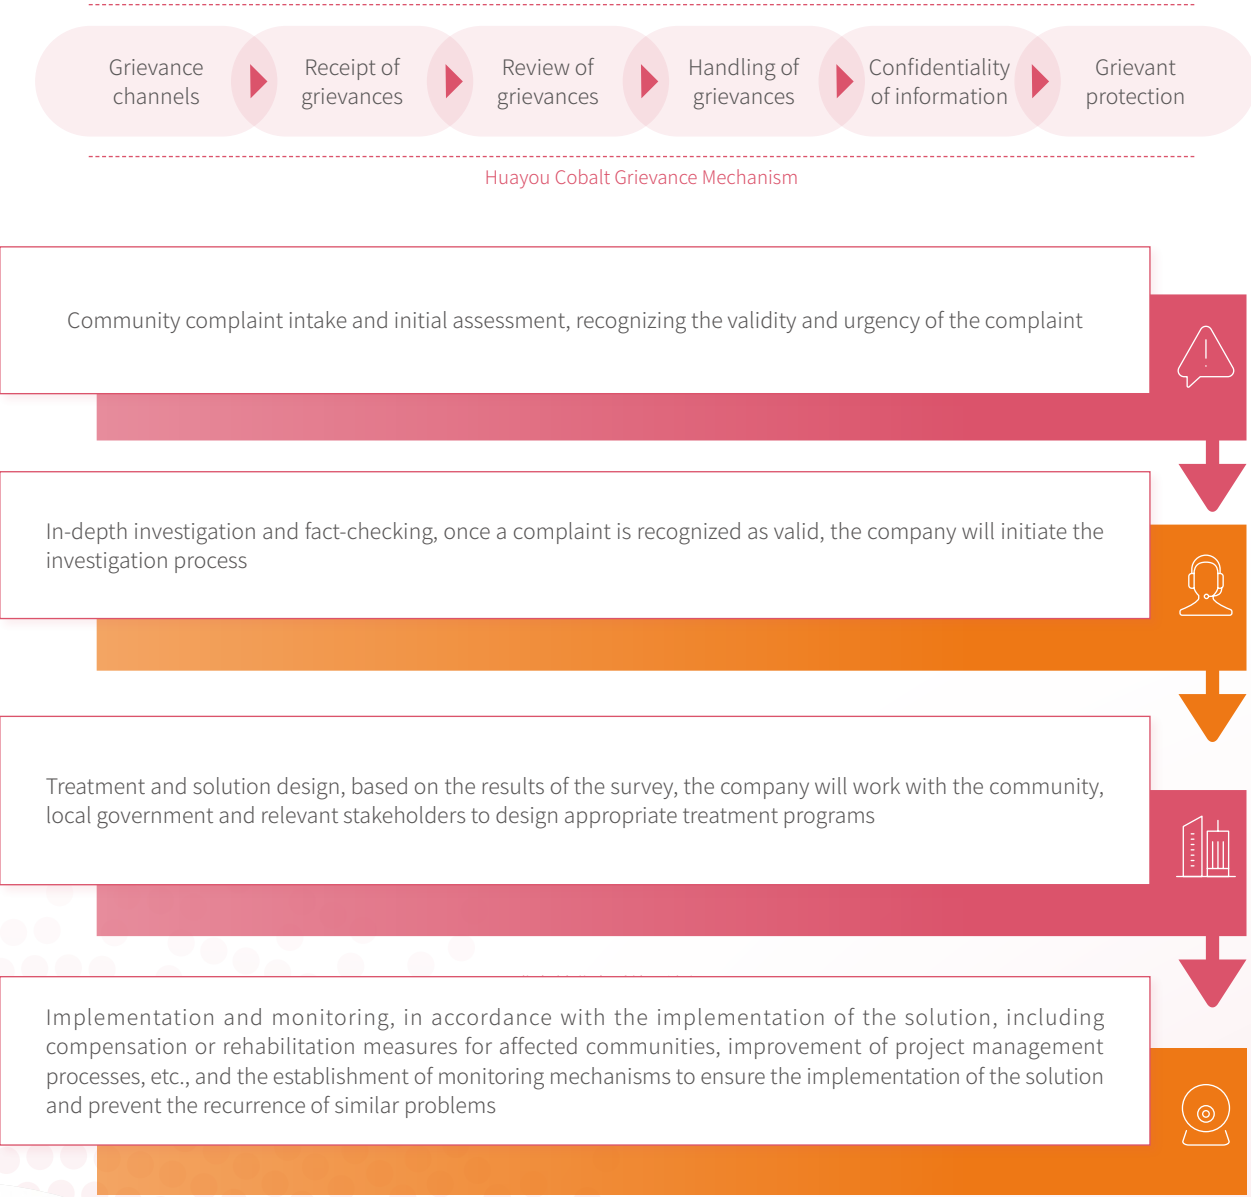 Grievance
channels
Receipt of
grievances
Review of
grievances
Handling of
grievances
Confidentiality
of information
Grievant
protection
Huayou Cobalt Grievance Mechanism
Community complaint intake and initial assessment, recognizing the validity and urgency of the complaint
In-depth investigation and fact-checking, once a complaint is recognized as valid, the company will initiate the
investigation process
Treatment and solution design, based on the results of the survey, the company will work with the community,
local government and relevant stakeholders to design appropriate treatment programs
Implementation and monitoring, in accordance with the implementation of the solution, including
compensation or rehabilitation measures for affected communities, improvement of project management
processes, etc., and the establishment of monitoring mechanisms to ensure the implementation of the solution
and prevent the recurrence of similar problems